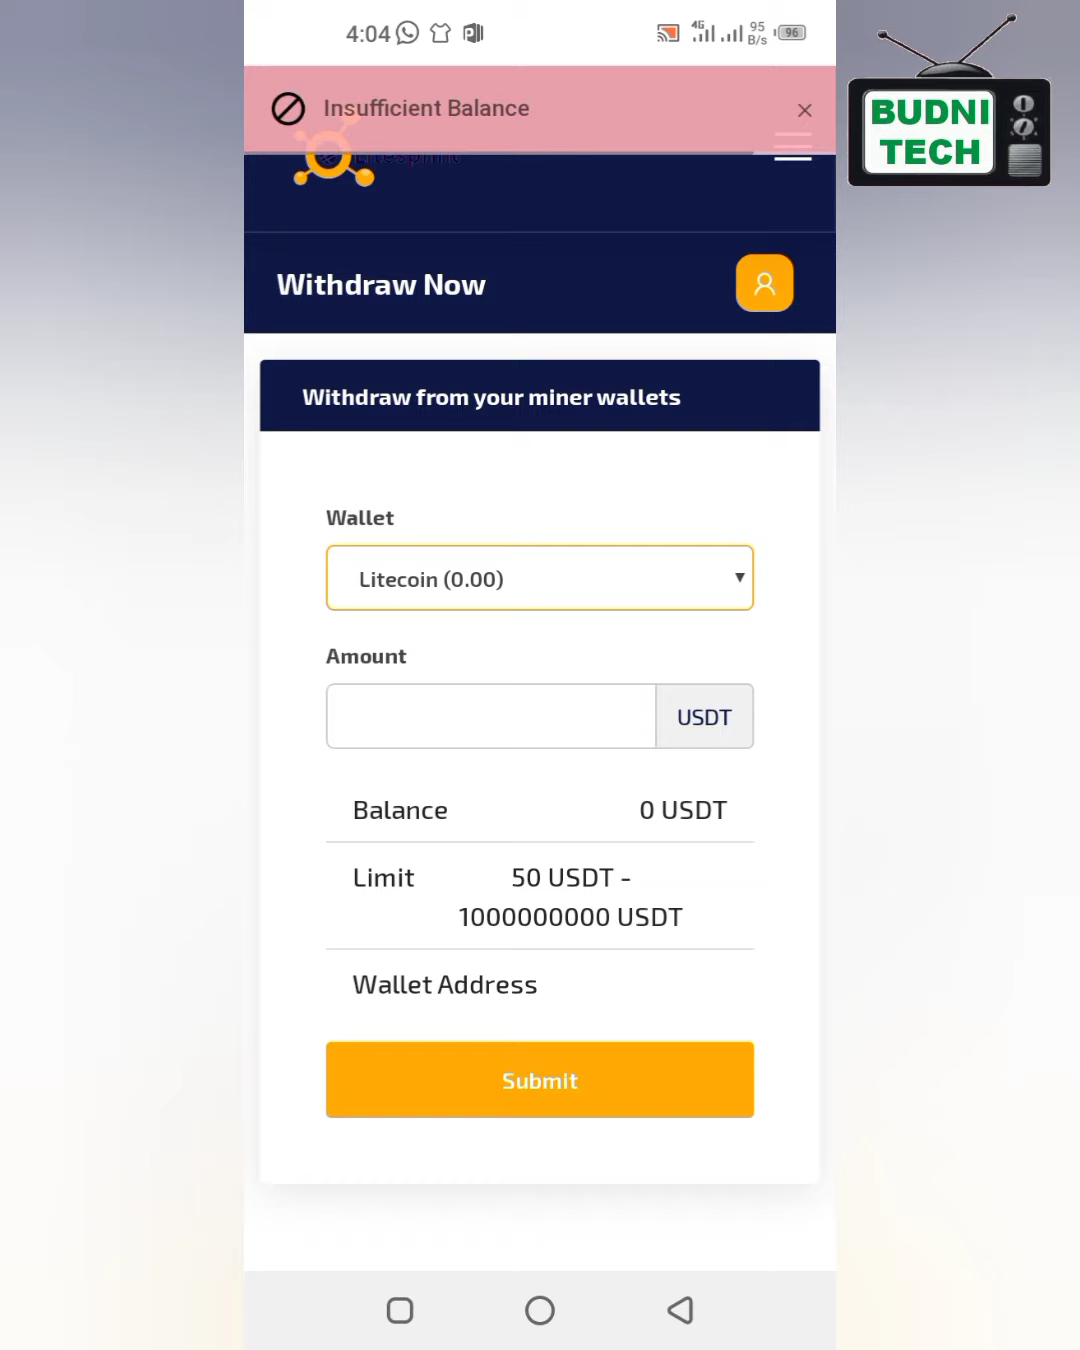 4:04
4G
95
B/s
96
BUDNI
TECH
Insufficient Balance
Withdraw Now
Withdraw from your miner wallets
Wallet
Litecoin (0.00)
Amount
USDT
Balance 0 USDT
Limit 50 USDT -
1000000000 USDT
Wallet Address
Submit